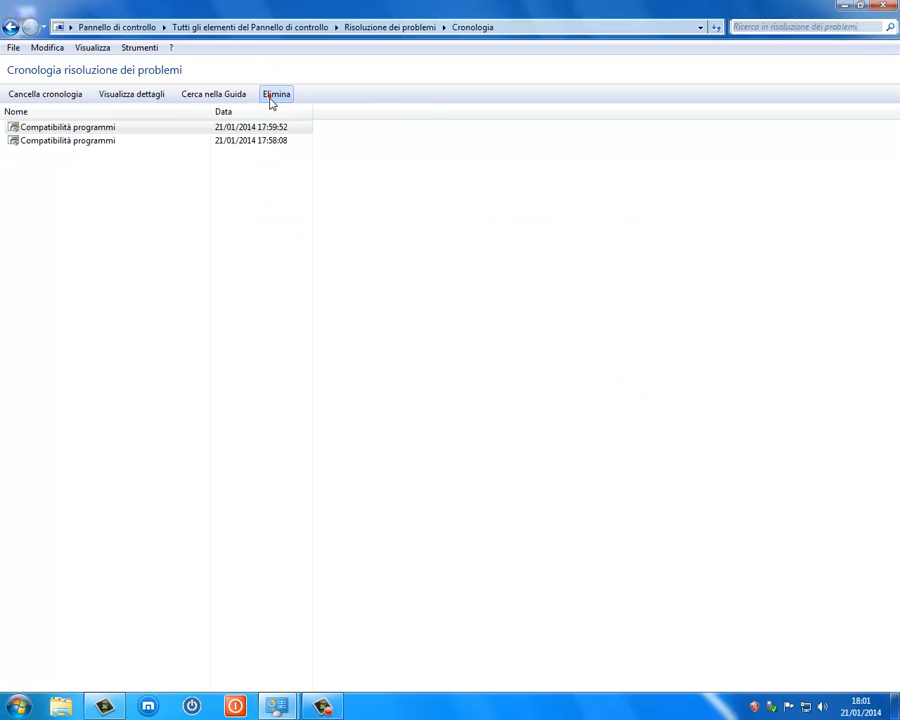 Pannello di controllo Tutti gli elementi del Pannello di controllo Risoluzione dei problemi Cronologia Ricerca in risoluzione dei problemi
File Modifica Visualizza Strumenti ?
Cronologia risoluzione dei problemi
Cancella cronologia Visualizza dettagli Cerca nella Guida Elimina
Nome Data
Compatibilità programmi 21/01/2014 17:59:52
Compatibilità programmi 21/01/2014 17:58:08
18:01
21/01/2014